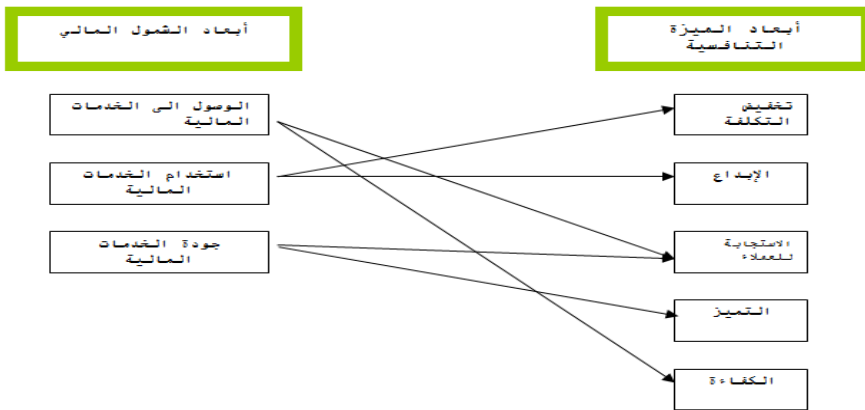 أبعاد الشمول المالي
أبعاد الميزة
التنافسية
الوصول الى الخدمات
المالية
استخدام الخدمات
المالية
جودة الخدمات
المالية
تخفيض
التكلفة
الإبداع
الاستجابة
للعملاء
التميز
الكفاءة